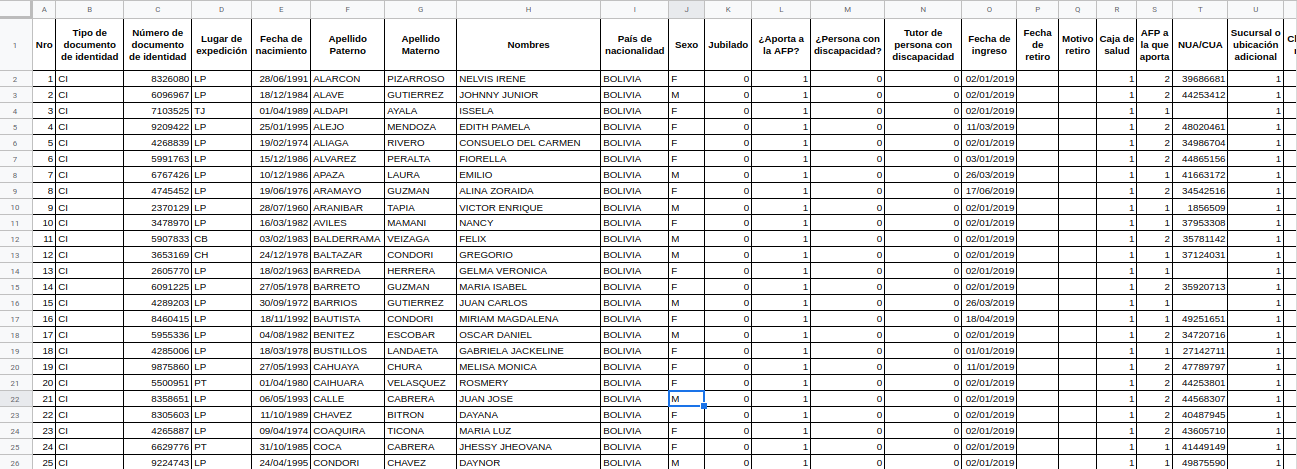 A B C D E F G H I J K L M N O P Q R S T U
1 Nro Tipo de documento de identidad Número de documento de identidad Lugar de expedición Fecha de nacimiento Apellido Paterno Apellido Materno Nombres País de nacionalidad Sexo Jubilado ¿Aporta a la AFP? ¿Persona con discapacidad? Tutor de persona con discapacidad Fecha de ingreso Fecha de retiro Motivo retiro Caja de salud AFP a la que aporta NUA/CUA Sucursal o ubicación adicional
2 1 CI 8326080 LP 28/06/1991 ALARCON PIZARROSO NELVIS IRENE BOLIVIA F 0 1 0 0 02/01/2019 1 2 39686681 1
3 2 CI 6096967 LP 18/12/1984 ALAVE GUTIERREZ JOHNNY JUNIOR BOLIVIA M 0 1 0 0 02/01/2019 1 2 44253412 1
4 3 CI 7103525 TJ 01/04/1989 ALDAPI AYALA ISSELA BOLIVIA F 0 1 0 0 02/01/2019 1 1 1
5 4 CI 9209422 LP 25/01/1995 ALEJO MENDOZA EDITH PAMELA BOLIVIA F 0 1 0 0 11/03/2019 1 2 48020461 1
6 5 CI 4268839 LP 19/02/1974 ALIAGA RIVERO CONSUELO DEL CARMEN BOLIVIA F 0 1 0 0 02/01/2019 1 2 34986704 1
7 6 CI 5991763 LP 15/12/1986 ALVAREZ PERALTA FIORELLA BOLIVIA F 0 1 0 0 03/01/2019 1 2 44865156 1
8 7 CI 6767426 LP 10/12/1986 APAZA LAURA EMILIO BOLIVIA M 0 1 0 0 26/03/2019 1 1 41663172 1
9 8 CI 4745452 LP 19/06/1976 ARAMAYO GUZMAN ALINA ZORAIDA BOLIVIA F 0 1 0 0 17/06/2019 1 2 34542516 1
10 9 CI 2370129 LP 28/07/1960 ARANIBAR TAPIA VICTOR ENRIQUE BOLIVIA M 0 1 0 0 02/01/2019 1 1 1856509 1
11 10 CI 3478970 LP 16/03/1982 AVILES MAMANI NANCY BOLIVIA F 0 1 0 0 02/01/2019 1 1 37953308 1
12 11 CI 5907833 CB 03/02/1983 BALDERRAMA VEIZAGA FELIX BOLIVIA M 0 1 0 0 02/01/2019 1 2 35781142 1
13 12 CI 3653169 CH 24/12/1978 BALTAZAR CONDORI GREGORIO BOLIVIA M 0 1 0 0 02/01/2019 1 1 37124031 1
14 13 CI 2605770 LP 18/02/1963 BARREDA HERRERA GELMA VERONICA BOLIVIA F 0 1 0 0 02/01/2019 1 1 1
15 14 CI 6091225 LP 27/05/1978 BARRETO GUZMAN MARIA ISABEL BOLIVIA F 0 1 0 0 02/01/2019 1 2 35920713 1
16 15 CI 4289203 LP 30/09/1972 BARRIOS GUTIERREZ JUAN CARLOS BOLIVIA M 0 1 0 0 26/03/2019 1 1 1
17 16 CI 8460415 LP 18/11/1992 BAUTISTA CONDORI MIRIAM MAGDALENA BOLIVIA F 0 1 0 0 18/04/2019 1 1 49251651 1
18 17 CI 5955336 LP 04/08/1982 BENITEZ ESCOBAR OSCAR DANIEL BOLIVIA M 0 1 0 0 02/01/2019 1 2 34720716 1
19 18 CI 4285006 LP 18/03/1978 BUSTILLOS LANDAETA GABRIELA JACKELINE BOLIVIA F 0 1 0 0 01/01/2019 1 1 27142711 1
20 19 CI 9875860 LP 27/05/1993 CAHUAYA CHURA MELISA MONICA BOLIVIA F 0 1 0 0 11/01/2019 1 2 47789797 1
21 20 CI 5500951 PT 01/04/1980 CAIHUARA VELASQUEZ ROSMERY BOLIVIA F 0 1 0 0 02/01/2019 1 2 44253801 1
22 21 CI 8358651 LP 06/05/1993 CALLE CABRERA JUAN JOSE BOLIVIA M 0 1 0 0 02/01/2019 1 2 44568307 1
23 22 CI 8305603 LP 11/10/1989 CHAVEZ BITRON DAYANA BOLIVIA F 0 1 0 0 02/01/2019 1 2 40487945 1
24 23 CI 4265887 LP 09/04/1974 COAQUIRA TICONA MARIA LUZ BOLIVIA F 0 1 0 0 02/01/2019 1 2 43605710 1
25 24 CI 6629776 PT 31/10/1985 COCA CABRERA JHESSY JHEOVANA BOLIVIA F 0 1 0 0 02/01/2019 1 1 41449149 1
26 25 CI 9224743 LP 24/04/1995 CONDORI CHAVEZ DAYNOR BOLIVIA M 0 1 0 0 02/01/2019 1 1 49875590 1